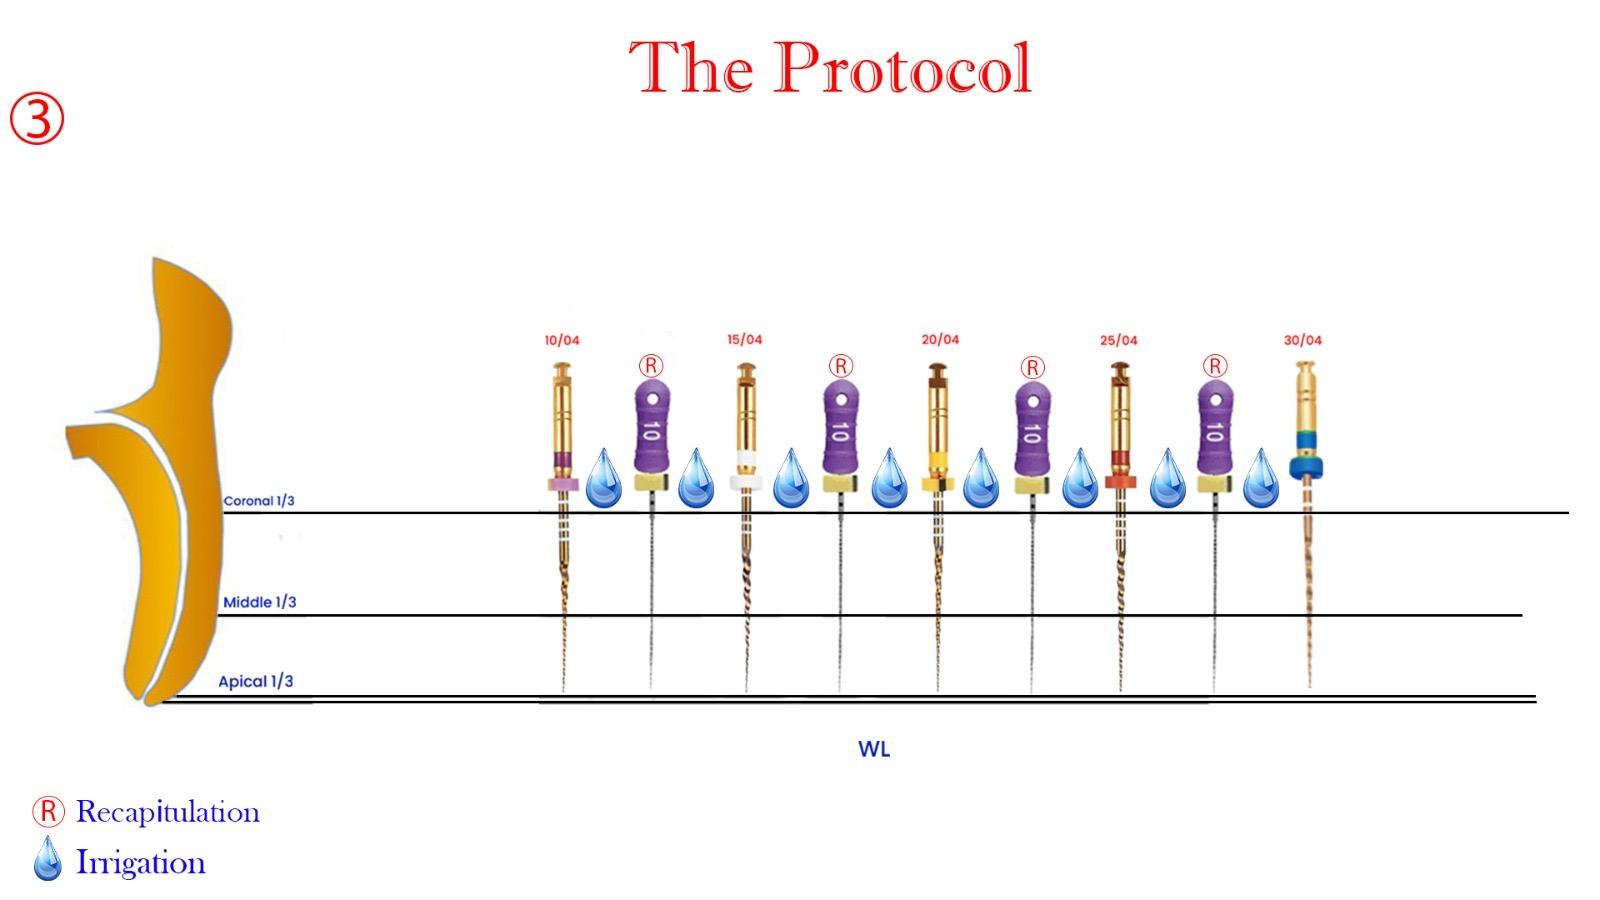 The Protocol
③
10/04 15/04 20/04 25/04 30/04
® ® ® ®
10 10 10 10
Coronal 1/3
Middle 1/3
Apical 1/3
WL
® Recapitulation
Irrigation